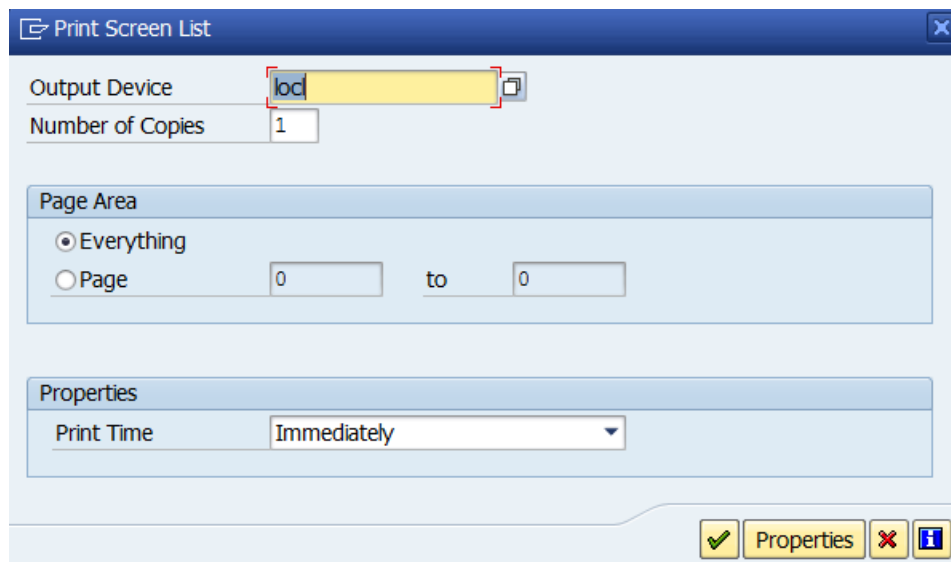 Print Screen List
Output Device locl
Number of Copies 1
Page Area
Everything
Page 0 to 0
Properties
Print Time Immediately
Properties